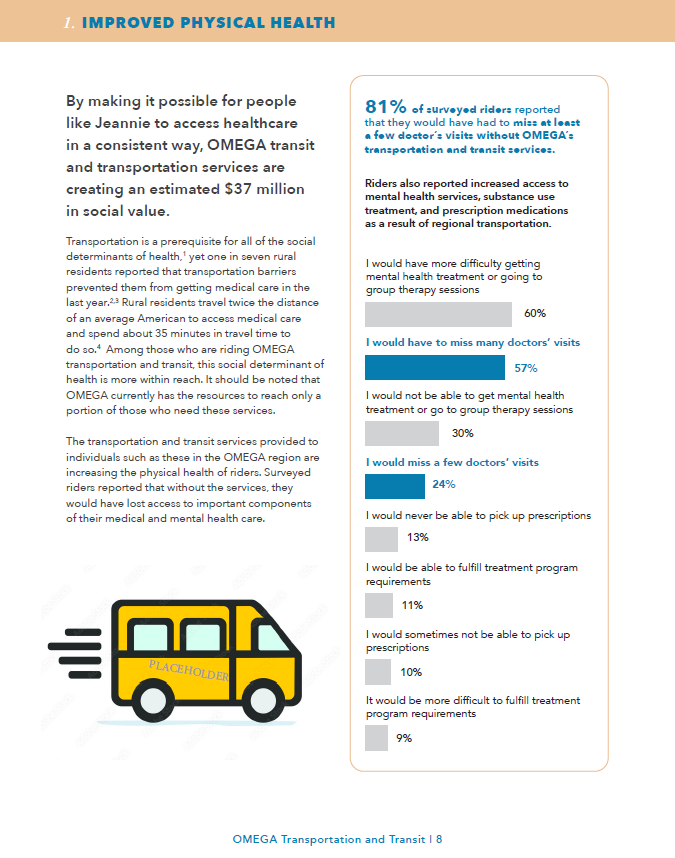 1. IMPROVED PHYSICAL HEALTH
By making it possible for people
like Jeannie to access healthcare
in a consistent way, OMEGA transit
and transportation services are
creating an estimated $37 million
in social value.
Transportation is a prerequisite for all of the social
determinants of health,¹ yet one in seven rural
residents reported that transportation barriers
prevented them from getting medical care in the
last year.²,³ Rural residents travel twice the distance
of an average American to access medical care
and spend about 35 minutes in travel time to
do so.⁴ Among those who are riding OMEGA
transportation and transit, this social determinant of
health is more within reach. It should be noted that
OMEGA currently has the resources to reach only a
portion of those who need these services.
The transportation and transit services provided to
individuals such as these in the OMEGA region are
increasing the physical health of riders. Surveyed
riders reported that without the services, they
would have lost access to important components
of their medical and mental health care.
PLACEHOLDER
81% of surveyed riders reported
that they would have had to miss at least
a few doctor's visits without OMEGA's
transportation and transit services.
Riders also reported increased access to
mental health services, substance use
treatment, and prescription medications
as a result of regional transportation.
I would have more difficulty getting
mental health treatment or going to
group therapy sessions
60%
I would have to miss many doctors' visits
57%
I would not be able to get mental health
treatment or go to group therapy sessions
30%
I would miss a few doctors' visits
24%
I would never be able to pick up prescriptions
13%
I would be able to fulfill treatment program
requirements
11%
I would sometimes not be able to pick up
prescriptions
10%
It would be more difficult to fulfill treatment
program requirements
9%
OMEGA Transportation and Transit | 8